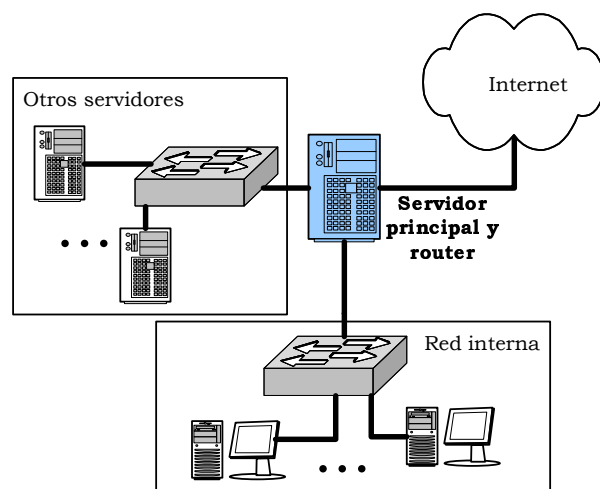 Internet
Otros servidores
Servidor
principal y
router
Red interna